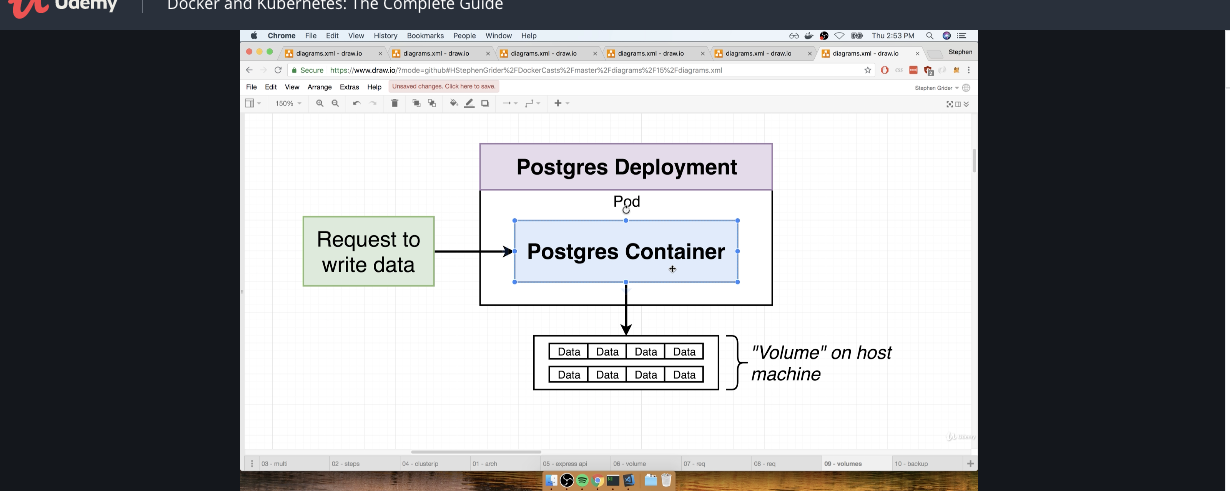 Udemy
Docker and Kubernetes: The Complete Guide
Chrome File Edit View History Bookmarks People Window Help
Thu 2:53 PM
diagrams.xml - draw.io
diagrams.xml - draw.io
diagrams.xml - draw.io
diagrams.xml - draw.io
diagrams.xml - draw.io
diagrams.xml - draw.io
Stephen
Secure https://www.draw.io/?mode=github#HStephenGrider%2FDockerCasts%2Fmaster%2Fdiagrams%2F15%2Fdiagrams.xml
File Edit View Arrange Extras Help
Unsaved changes. Click here to save.
Stephen Grider
150%
Postgres Deployment
Pod
Request to
write data
Postgres Container
Data Data Data Data
Data Data Data Data
"Volume" on host
machine
Udemy
03 - multi
02 - steps
04 - clusterip
01 - arch
05 - express api
06 - volume
07 - req
08 - req
09 - volumes
10 - backup